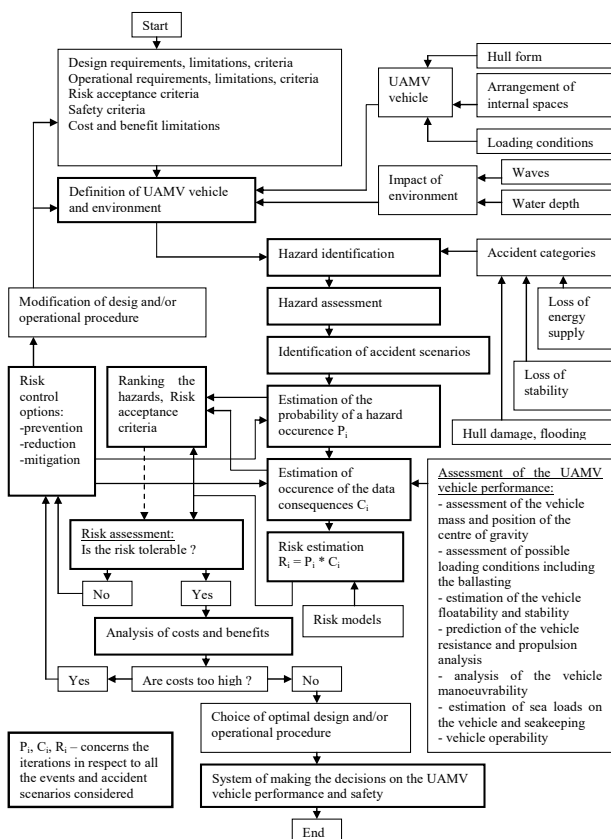 Start
Design requirements, limitations, criteria
Operational requirements, limitations, criteria
Risk acceptance criteria
Safety criteria
Cost and benefit limitations
UAMV
vehicle
Hull form
Arrangement of
internal spaces
Loading conditions
Definition of UAMV vehicle
and environment
Impact of
environment
Waves
Water depth
Hazard identification
Accident categories
Modification of desig and/or
operational procedure
Hazard assessment
Loss of
energy
supply
Identification of accident scenarios
Loss of
stability
Risk
control
options:
-prevention
-reduction
-mitigation
Ranking
the
hazards, Risk
acceptance
criteria
Estimation of the
probability of a hazard
occurence Pi
Hull damage, flooding
Estimation of
occurence of the data
consequences Ci
Assessment of the UAMV
vehicle performance:
- assessment of the vehicle
mass and position of the
centre of gravity
- assessment of possible
loading conditions including
the ballasting
- estimation of the vehicle
floatability and stability
- prediction of the vehicle
resistance and propulsion
analysis
- analysis of the vehicle
manoeuvrability
- estimation of sea loads on
the vehicle and seakeeping
- vehicle operability
Risk assessment:
Is the risk tolerable ?
Risk estimation
Ri = Pi * Ci
No
Yes
Risk models
Analysis of costs and benefits
Yes
Are costs too high ?
No
Choice of optimal design and/or
operational procedure
Pi, Ci, Ri – concerns the
iterations in respect to all
the events and accident
scenarios considered
System of making the decisions on the UAMV
vehicle performance and safety
End